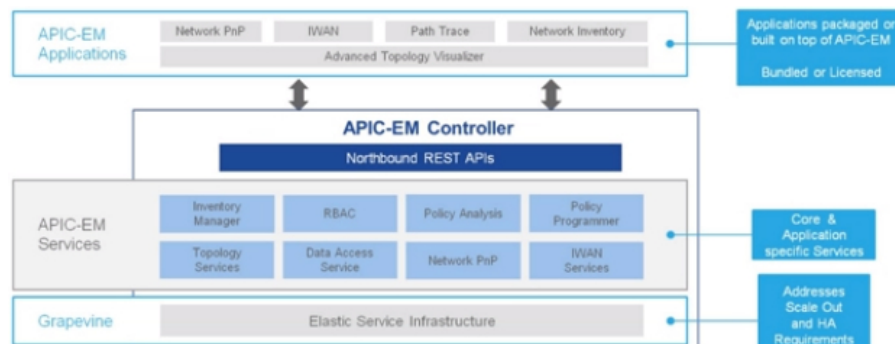 APIC-EM
Applications
Network PnP
IWAN
Path Trace
Network Inventory
Advanced Topology Visualizer
Applications packaged or
built on top of APIC-EM
Bundled or Licensed
APIC-EM Controller
Northbound REST APIs
APIC-EM
Services
Inventory
Manager
RBAC
Policy Analysis
Policy
Programmer
Topology
Services
Data Access
Service
Network PnP
IWAN
Services
Core &
Application
specific Services
Grapevine
Elastic Service Infrastructure
Addresses
Scale Out
and HA
Requirements